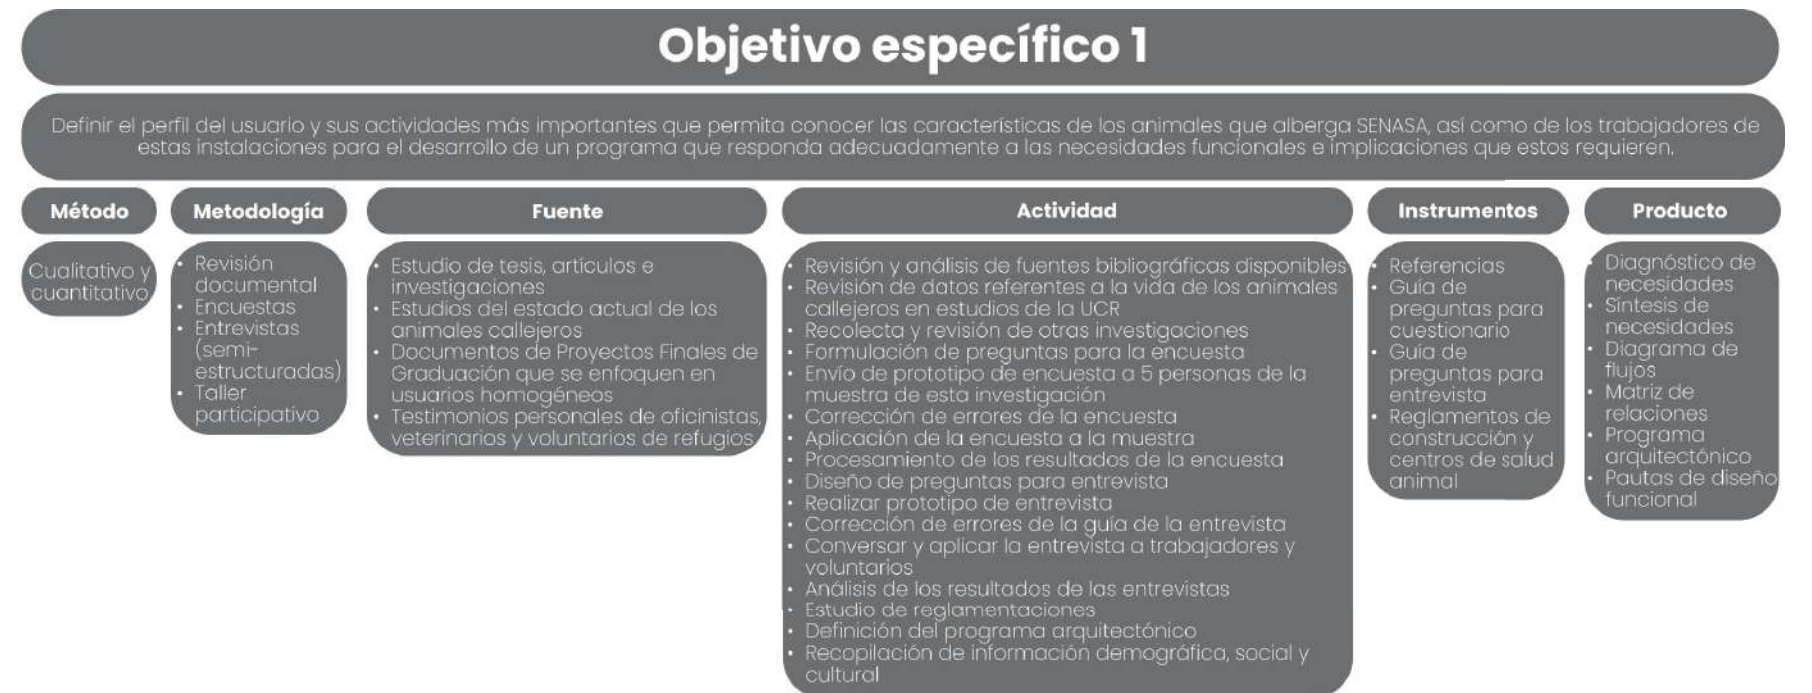 Objetivo específico 1
Definir el perfil del usuario y sus actividades más importantes que permita conocer las características de los animales que alberga SENASA, así como de los trabajadores de
estas instalaciones para el desarrollo de un programa que responda adecuadamente a las necesidades funcionales e implicaciones que estos requieren.
Método
Cualitativo y
cuantitativo
Metodología
• Revisión
documental
• Encuestas
• Entrevistas
(semi-
estructuradas)
• Taller
participativo
Fuente
• Estudio de tesis, artículos e
investigaciones
• Estudios del estado actual de los
animales callejeros
• Documentos de Proyectos Finales de
Graduación que se enfoquen en
usuarios homogéneos
• Testimonios personales de oficinistas,
veterinarios y voluntarios de refugios
Actividad
• Revisión y análisis de fuentes bibliográficas disponibles
• Revisión de datos referentes a la vida de los animales
callejeros en estudios de la UCR
• Recolecta y revisión de otras investigaciones
• Formulación de preguntas para la encuesta
• Envío de prototipo de encuesta a 5 personas de la
muestra de esta investigación
• Corrección de errores de la encuesta
• Aplicación de la encuesta a la muestra
• Procesamiento de los resultados de la encuesta
• Diseño de preguntas para entrevista
• Realizar prototipo de entrevista
• Corrección de errores de la guía de la entrevista
• Conversar y aplicar la entrevista a trabajadores y
voluntarios
• Análisis de los resultados de las entrevistas
• Estudio de reglamentaciones
• Definición del programa arquitectónico
• Recopilación de información demográfica, social y
cultural
Instrumentos
• Referencias
• Guía de
preguntas para
cuestionario
• Guía de
preguntas para
entrevista
• Reglamentos de
construcción y
centros de salud
animal
Producto
• Diagnóstico de
necesidades
• Síntesis de
necesidades
• Diagrama de
flujos
• Matriz de
relaciones
• Programa
arquitectónico
• Pautas de diseño
funcional